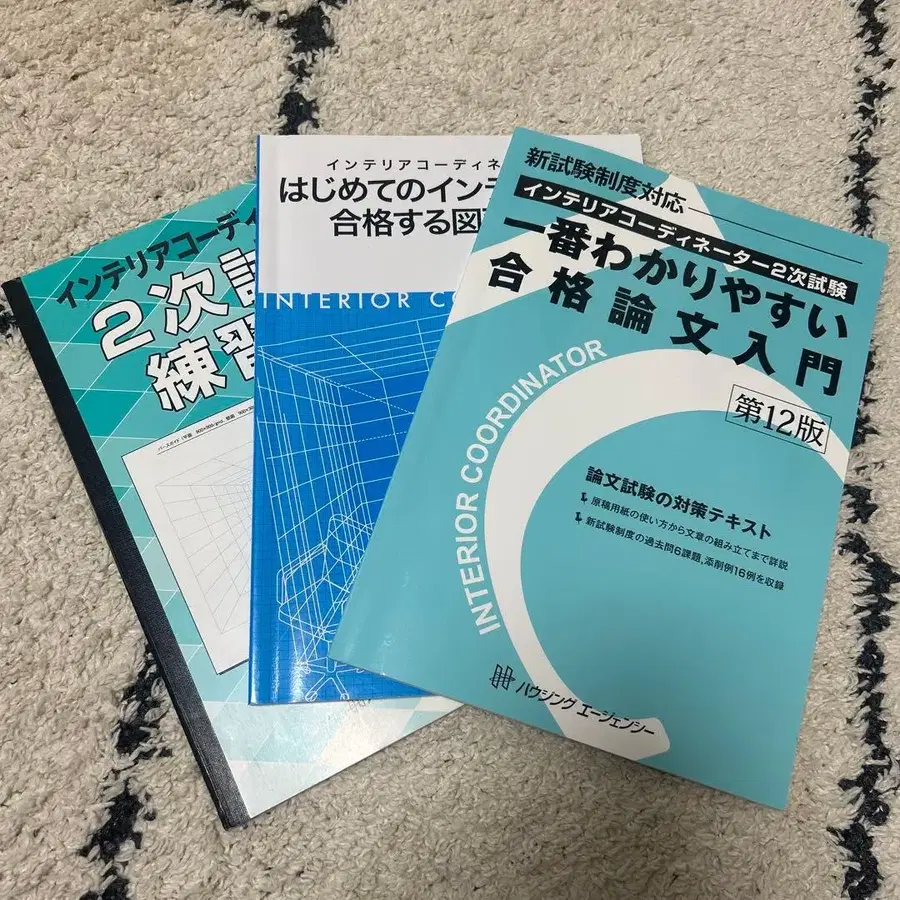 インテリアコーディ
2次試
練習
インテリアコーディネ
はじめてのインテ
合格する図
INTERIOR CO
新試験制度対応
インテリアコーディネーター2次試験
一番わかりやすい
合格論文入門
第12版
INTERIOR COORDINATOR
論文試験の対策テキスト
原稿用紙の使い方から文章の組み立てまで詳説
新試験制度の過去問6課題,添削例16例を収録
ハウジング エージェンシー